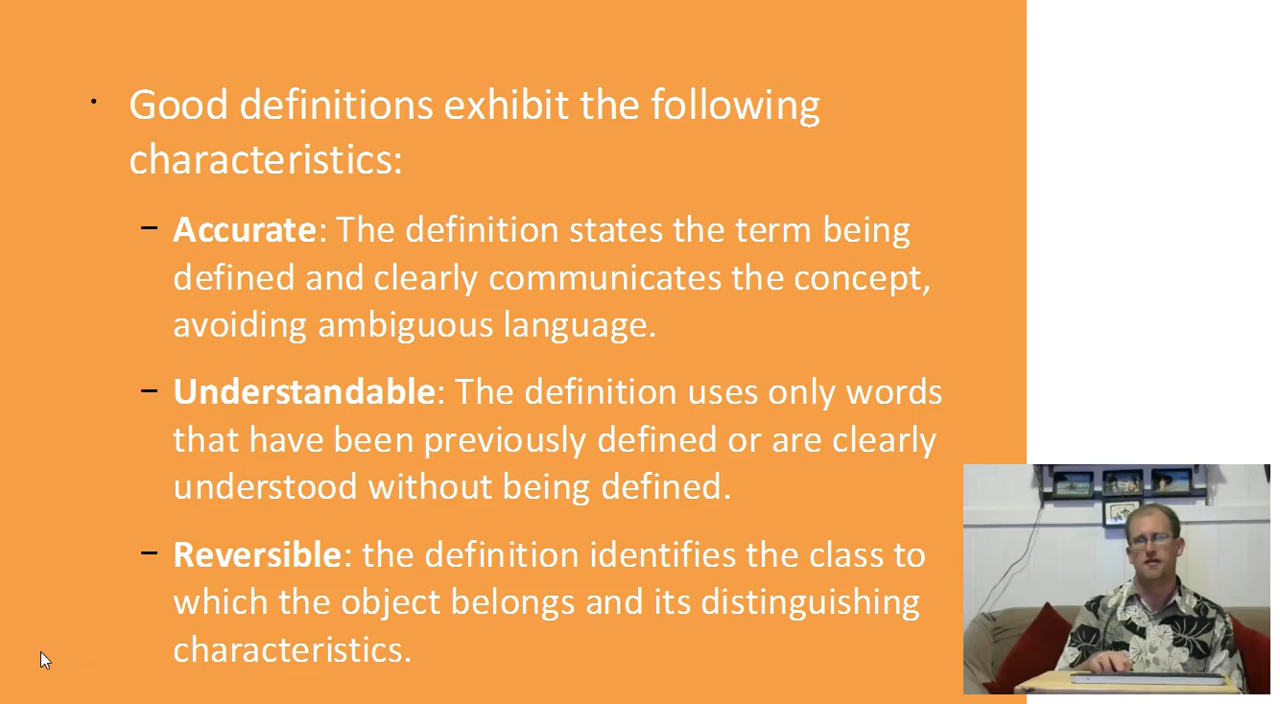 Good definitions exhibit the following
characteristics:
Accurate: The definition states the term being
defined and clearly communicates the concept,
avoiding ambiguous language.
Understandable: The definition uses only words
that have been previously defined or are clearly
understood without being defined.
Reversible: the definition identifies the class to
which the object belongs and its distinguishing
characteristics.